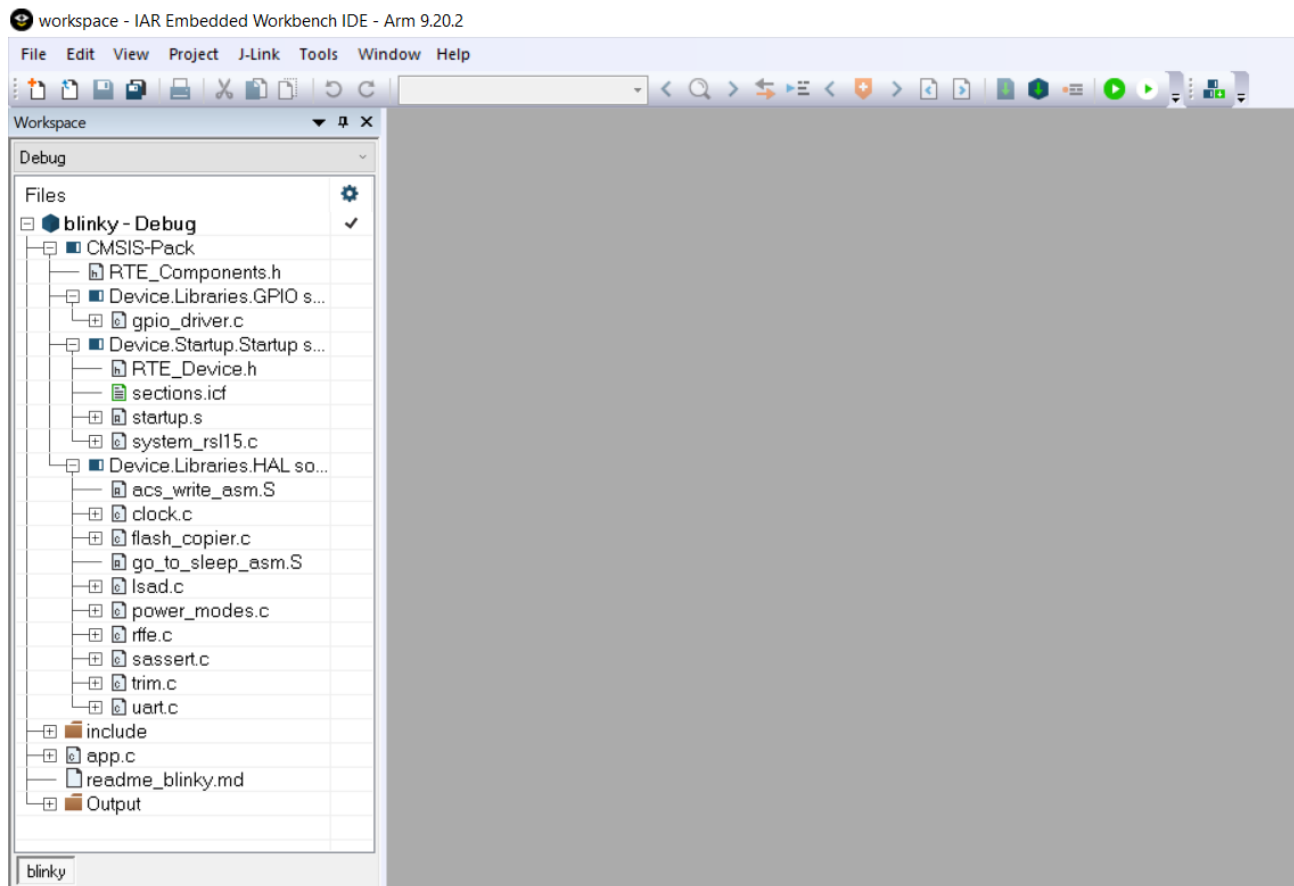 workspace - IAR Embedded Workbench IDE - Arm 9.20.2
File Edit View Project J-Link Tools Window Help
Workspace
Debug
Files
blinky - Debug
CMSIS-Pack
RTE_Components.h
Device.Libraries.GPIO s...
gpio_driver.c
Device.Startup.Startup s...
RTE_Device.h
sections.icf
startup.s
system_rsl15.c
Device.Libraries.HAL so...
acs_write_asm.S
clock.c
flash_copier.c
go_to_sleep_asm.S
lsad.c
power_modes.c
rffe.c
sassert.c
trim.c
uart.c
include
app.c
readme_blinky.md
Output
blinky